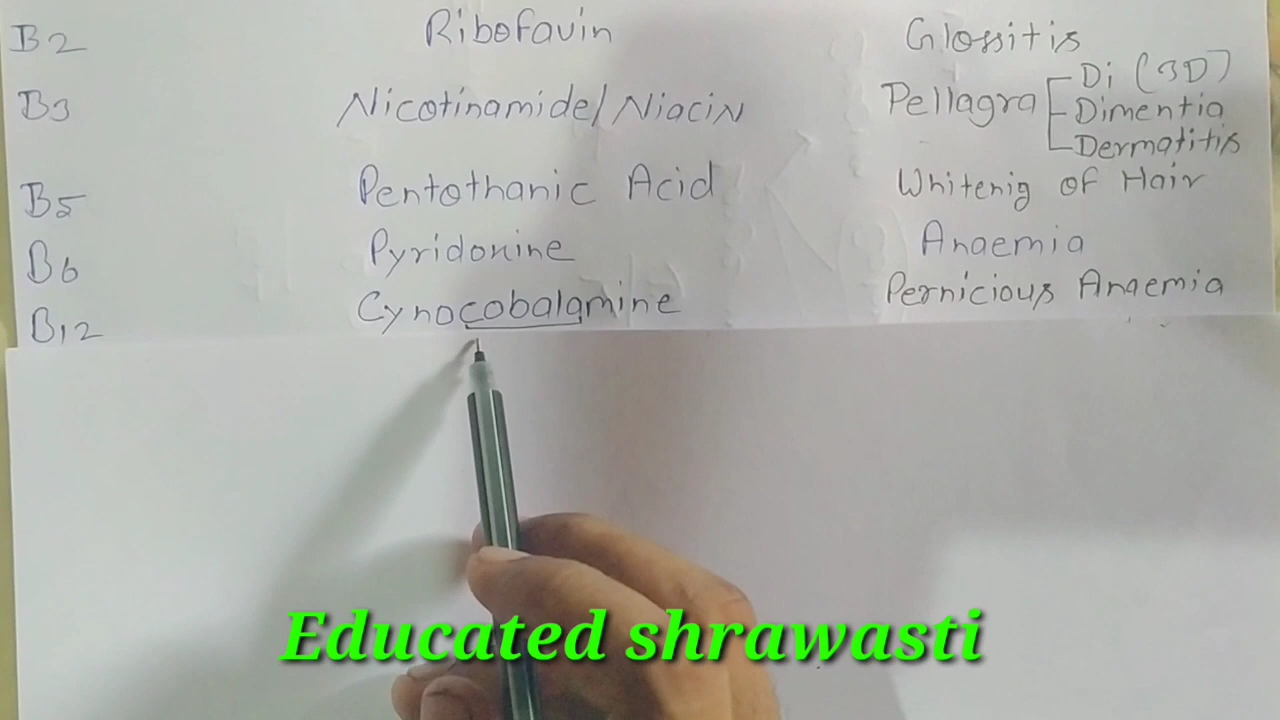 B2 Ribofavin Glossitis
Di (3D)
B3 Nicotinamide/Niacin Pellagra Dimentia
Dermatitis
B5 Pentothanic Acid Whitenig of Hair
B6 Pyridonine Anaemia
B12 Cynocobalamine Pernicious Anaemia
Educated shrawasti